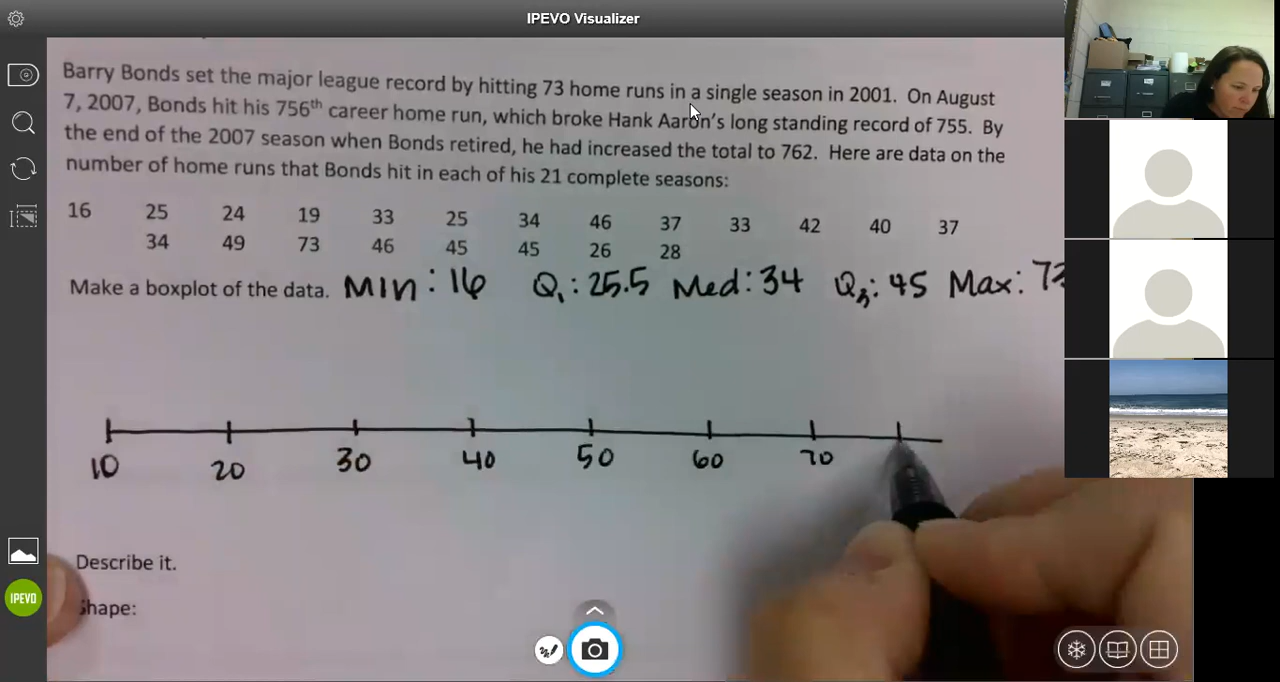 IPEVO Visualizer
Barry Bonds set the major league record by hitting 73 home runs in a single season in 2001. On August
7, 2007, Bonds hit his 756th career home run, which broke Hank Aaron's long standing record of 755. By
the end of the 2007 season when Bonds retired, he had increased the total to 762. Here are data on the
number of home runs that Bonds hit in each of his 21 complete seasons:
16 25 24 19 33 25 34 46 37 33 42 40 37
34 49 73 46 45 45 26 28
Make a boxplot of the data. Min: 16 Q1: 25.5 Med: 34 Q3: 45 Max: 73
10 20 30 40 50 60 70
Describe it.
Shape:
IPEVO